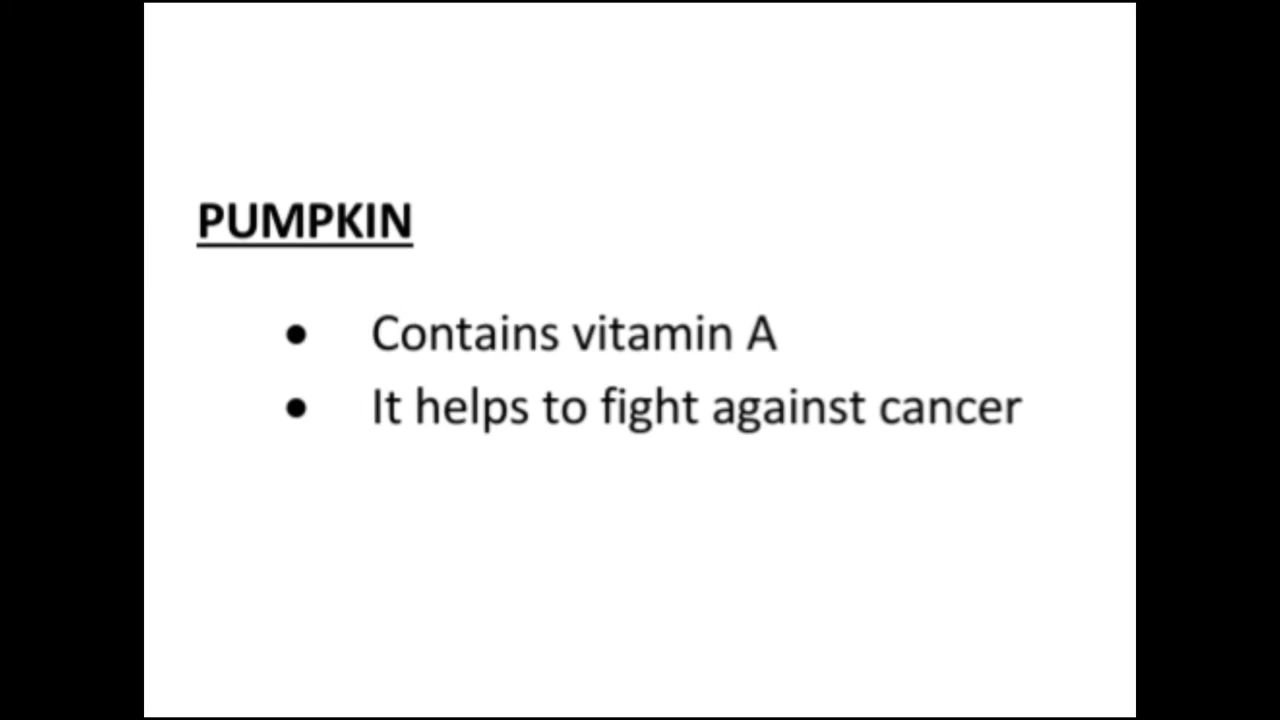 PUMPKIN
• Contains vitamin A
• It helps to fight against cancer